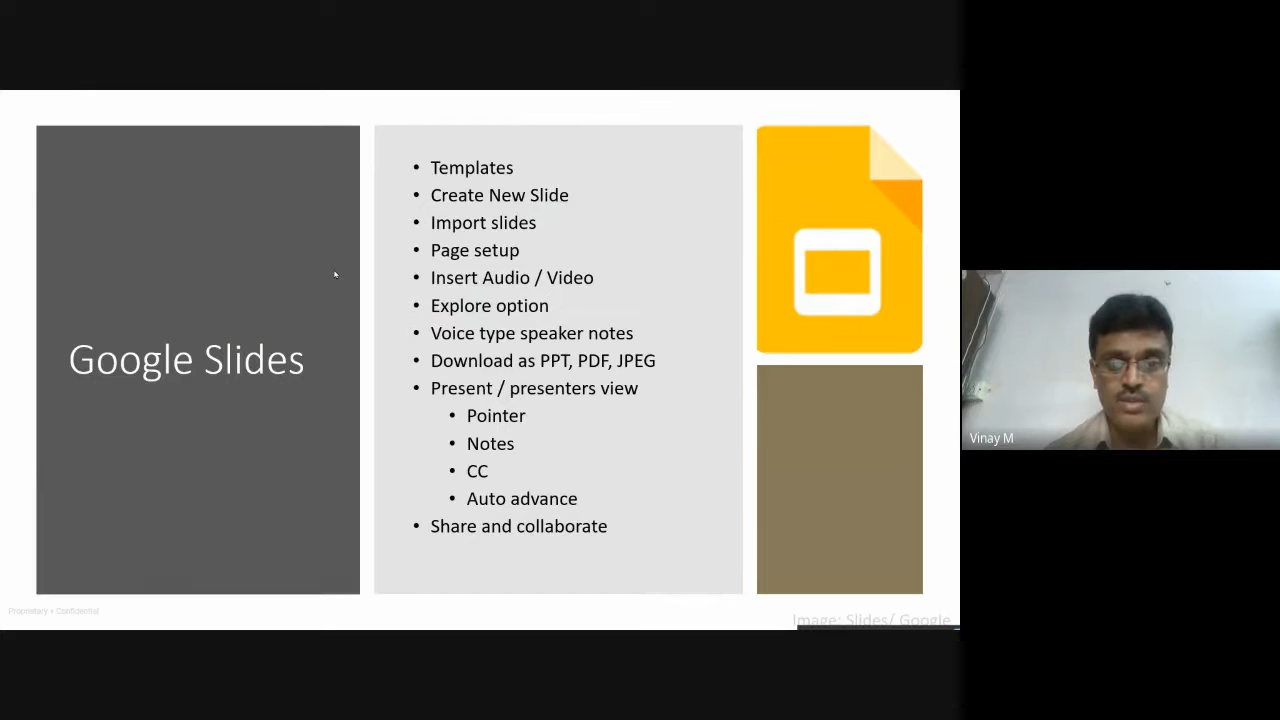 Google Slides
• Templates
• Create New Slide
• Import slides
• Page setup
• Insert Audio / Video
• Explore option
• Voice type speaker notes
• Download as PPT, PDF, JPEG
• Present / presenters view
• Pointer
• Notes
• CC
• Auto advance
• Share and collaborate
Proprietary + Confidential
Image: Slides/ Google
Vinay M